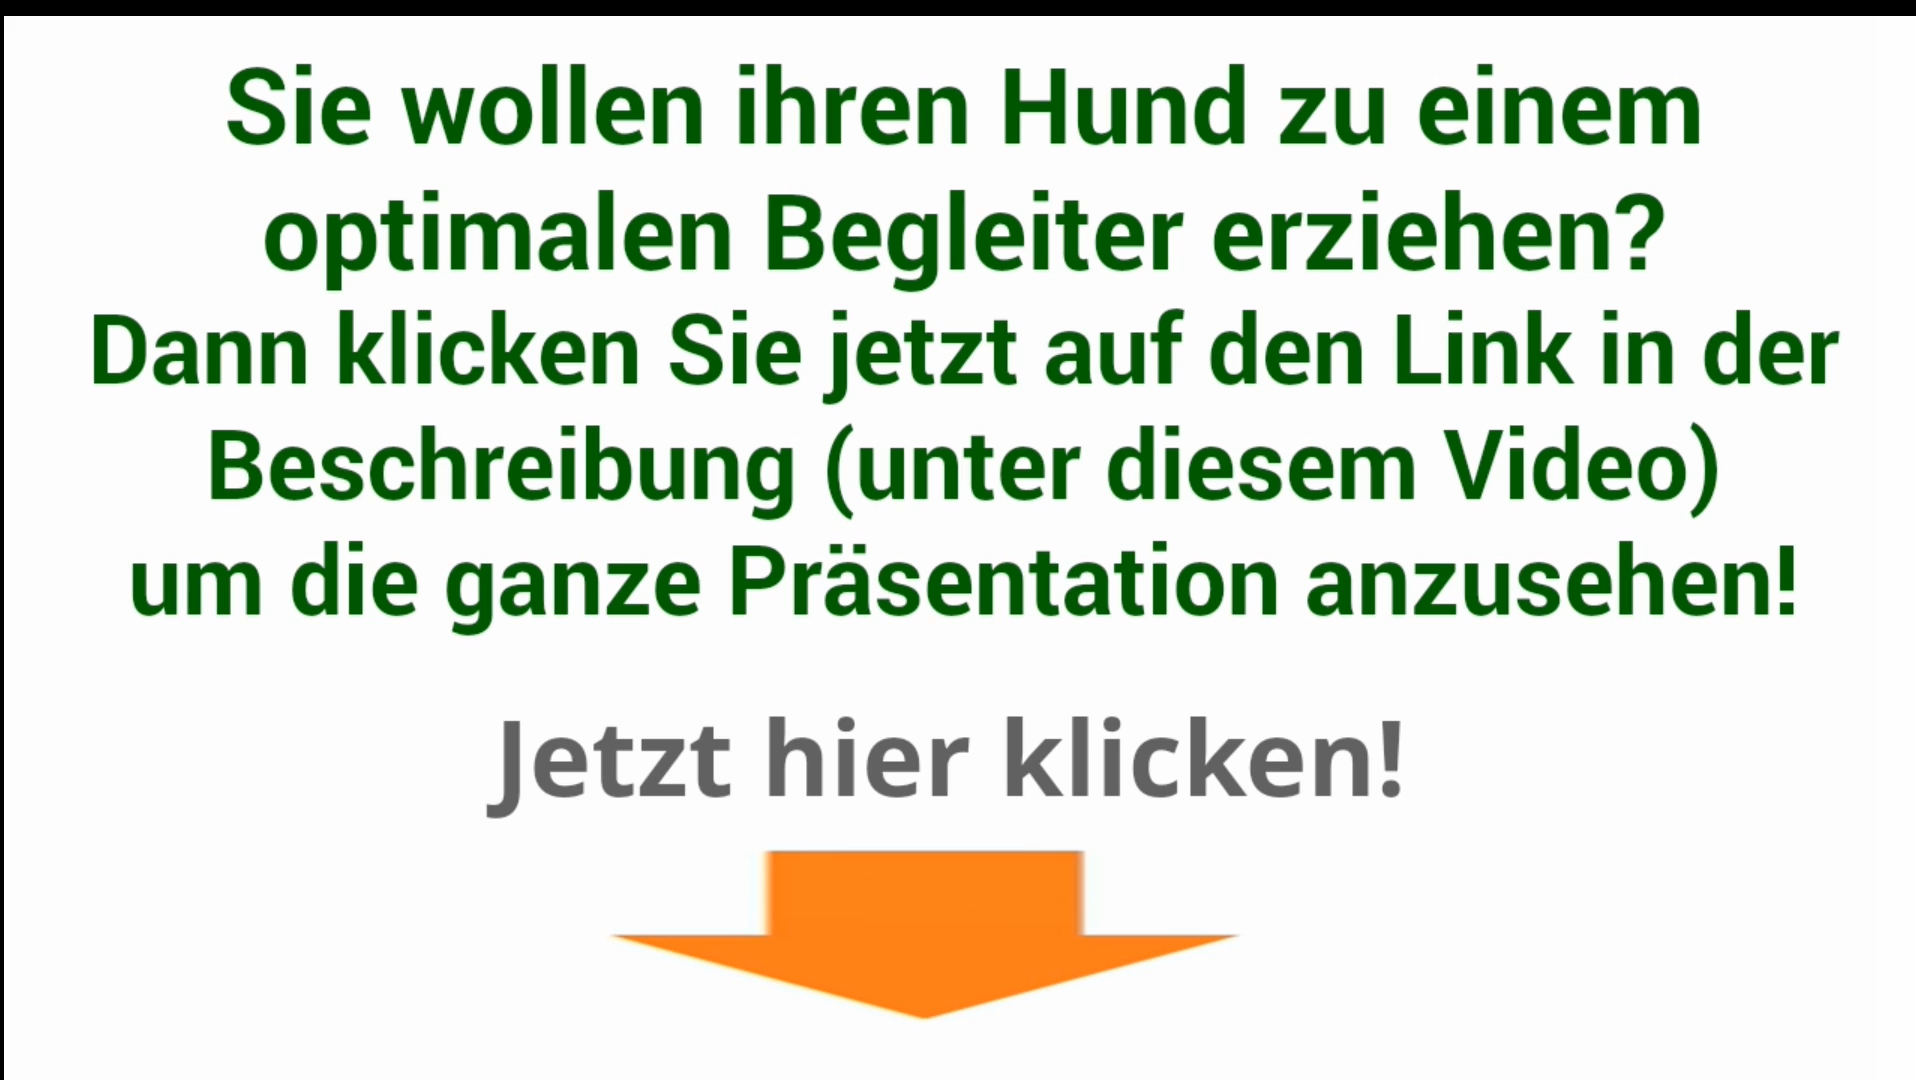 Sie wollen ihren Hund zu einem
optimalen Begleiter erziehen?
Dann klicken Sie jetzt auf den Link in der
Beschreibung (unter diesem Video)
um die ganze Präsentation anzusehen!
Jetzt hier klicken!